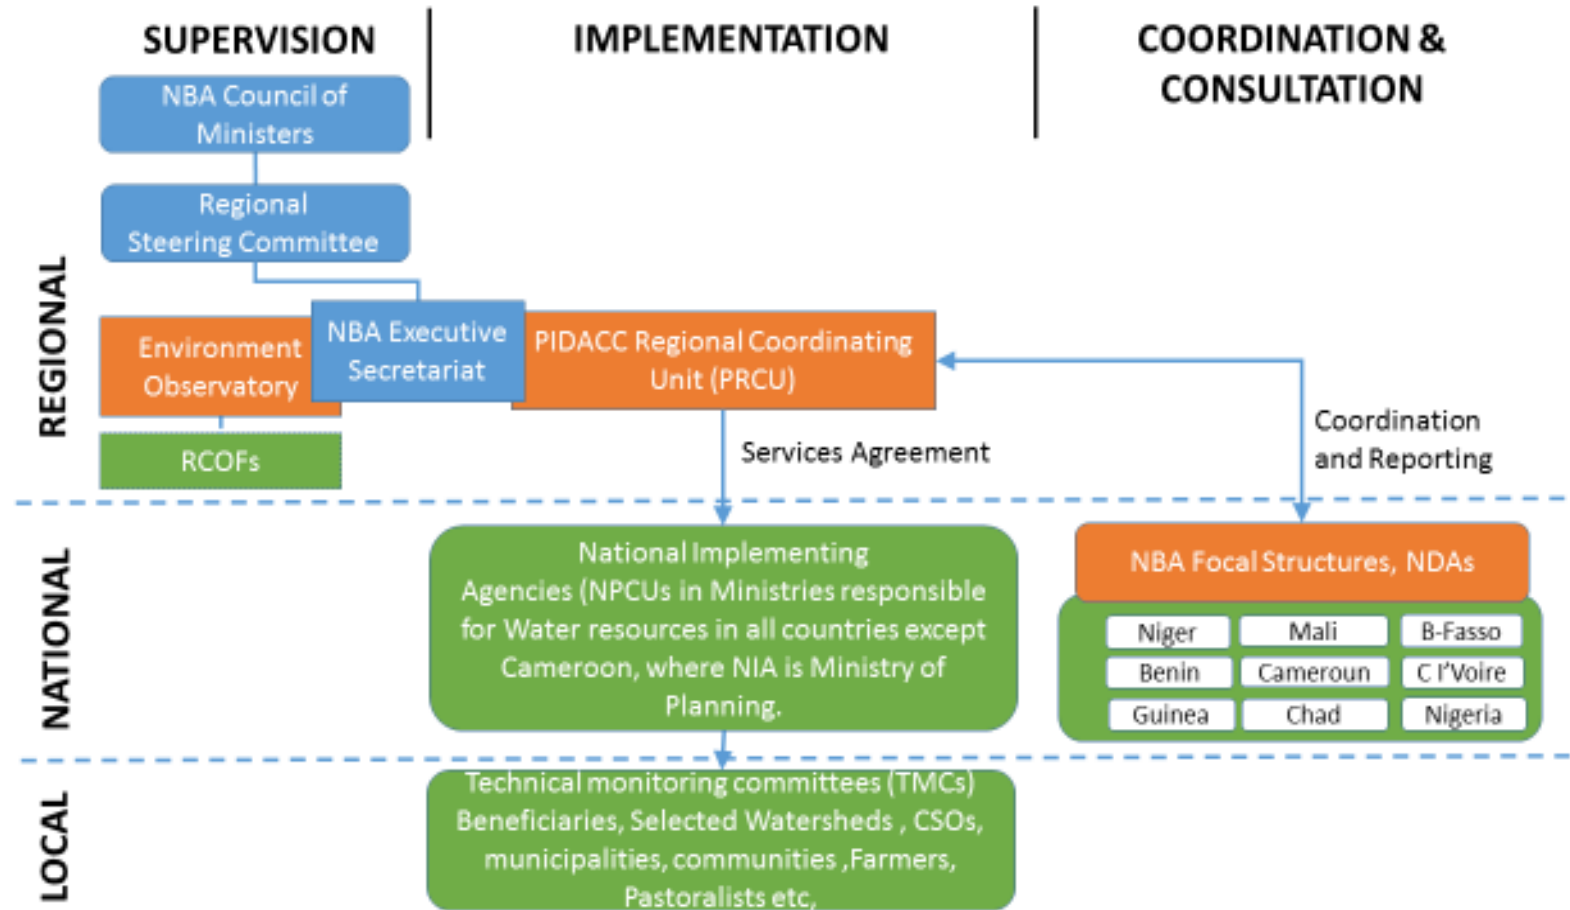 SUPERVISION
IMPLEMENTATION
COORDINATION &
CONSULTATION
NBA Council of
Ministers
Regional
Steering Committee
REGIONAL
Environment
Observatory
NBA Executive
Secretariat
PIDACC Regional Coordinating
Unit (PRCU)
RCOFs
Services Agreement
Coordination
and Reporting
NATIONAL
National Implementing
Agencies (NPCUs in Ministries responsible
for Water resources in all countries except
Cameroon, where NIA is Ministry of
Planning.
NBA Focal Structures, NDAs
Niger
Mali
B-Fasso
Benin
Cameroun
C I'Voire
Guinea
Chad
Nigeria
LOCAL
Technical monitoring committees (TMCs)
Beneficiaries, Selected Watersheds , CSOs,
municipalities, communities ,Farmers,
Pastoralists etc,